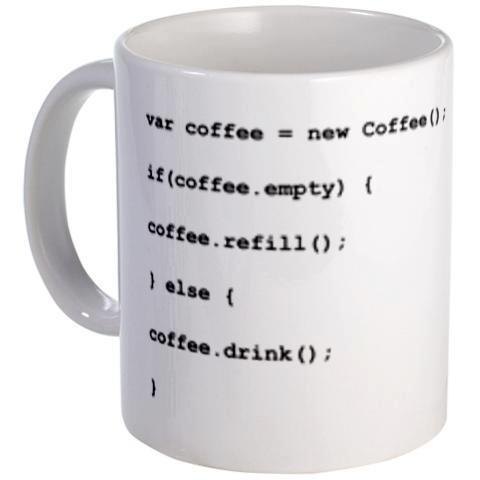 var coffee = new Coffee();
if(coffee.empty) {
coffee.refill();
} else {
coffee.drink();
}